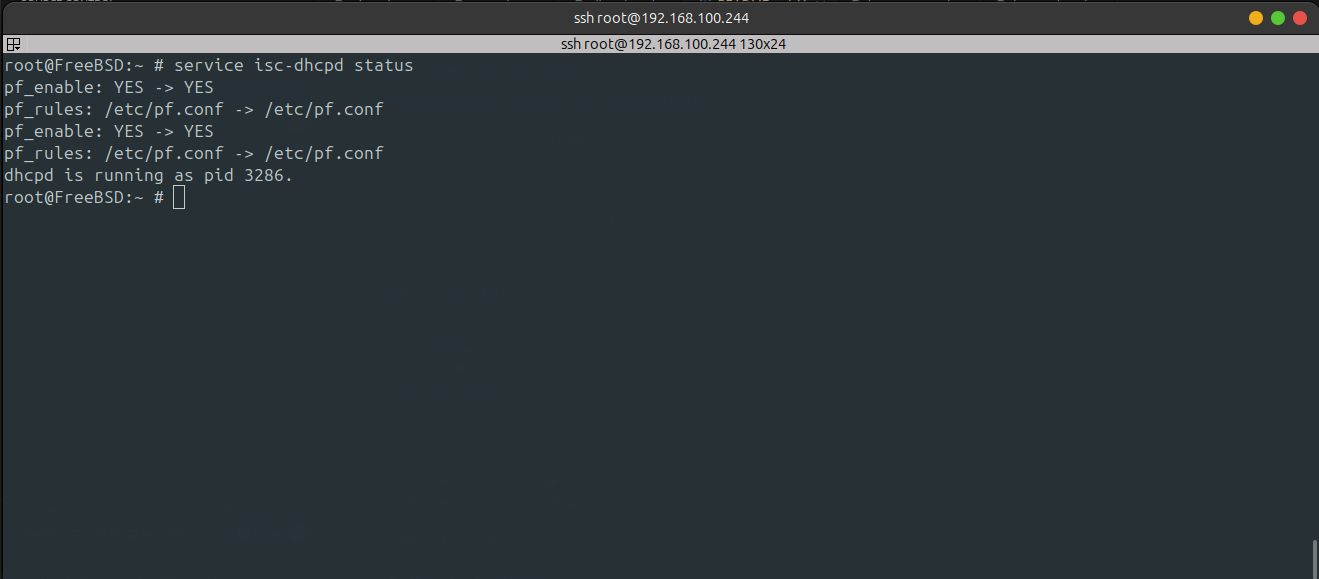 ssh root@192.168.100.244
ssh root@192.168.100.244 130x24
root@FreeBSD:~ # service isc-dhcpd status
pf_enable: YES -> YES
pf_rules: /etc/pf.conf -> /etc/pf.conf
pf_enable: YES -> YES
pf_rules: /etc/pf.conf -> /etc/pf.conf
dhcpd is running as pid 3286.
root@FreeBSD:~ #